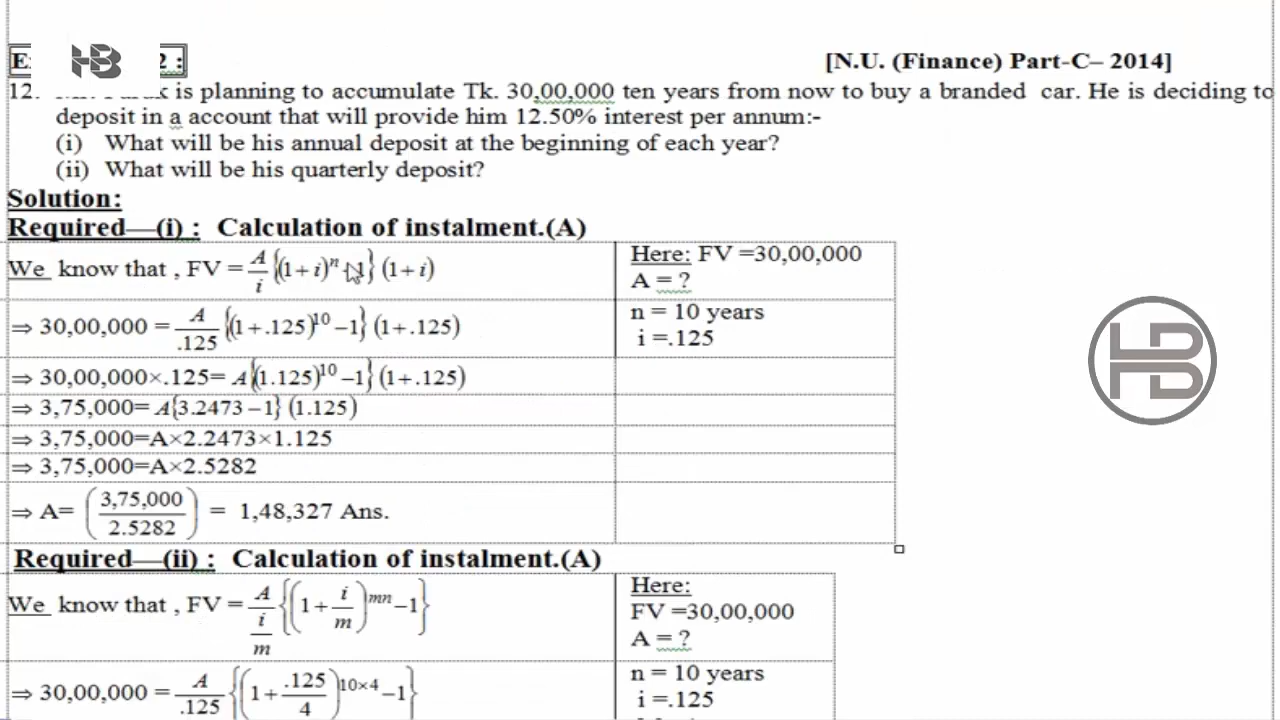 2 :
[N.U. (Finance) Part-C– 2014]
12. is planning to accumulate Tk. 30,00,000 ten years from now to buy a branded car. He is deciding to
deposit in a account that will provide him 12.50% interest per annum:-
(i) What will be his annual deposit at the beginning of each year?
(ii) What will be his quarterly deposit?
Solution:
Required—(i) : Calculation of instalment.(A)
We know that , FV = A/i {(1+i)^n -1} (1+i)
Here: FV =30,00,000
A = ?
⇒ 30,00,000 = A/.125 {(1+.125)^10 –1} (1+.125)
n = 10 years
i =.125
⇒ 30,00,000×.125= A{(1.125)^10 –1} (1+.125)
⇒ 3,75,000= A{3.2473 –1} (1.125)
⇒ 3,75,000=A×2.2473×1.125
⇒ 3,75,000=A×2.5282
⇒ A= (3,75,000/2.5282) = 1,48,327 Ans.
Required—(ii) : Calculation of instalment.(A)
We know that , FV = A/(i/m) {(1+ i/m)^mn –1}
Here:
FV =30,00,000
A = ?
⇒ 30,00,000 = A/.125 {(1+ .125/4)^10×4 –1}
n = 10 years
i =.125